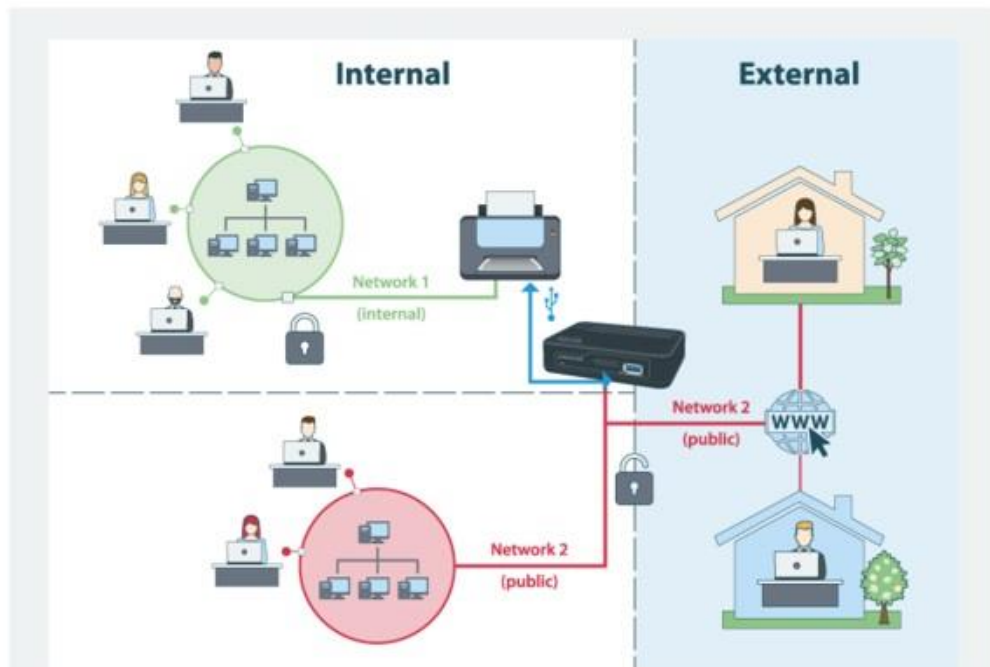 Internal
External
Network 1
(internal)
Network 2
(public)
WWW
Network 2
(public)